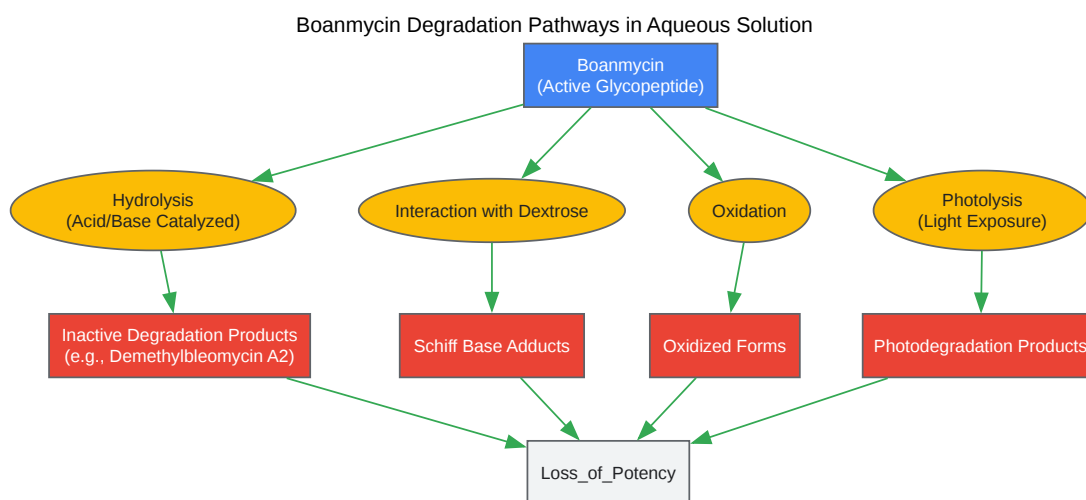 Boanmycin Degradation Pathways in Aqueous Solution
Boanmycin
(Active Glycopeptide)
Hydrolysis
(Acid/Base Catalyzed)
Interaction with Dextrose
Oxidation
Photolysis
(Light Exposure)
Inactive Degradation Products
(e.g., Demethylbleomycin A2)
Schiff Base Adducts
Oxidized Forms
Photodegradation Products
Loss_of_Potency